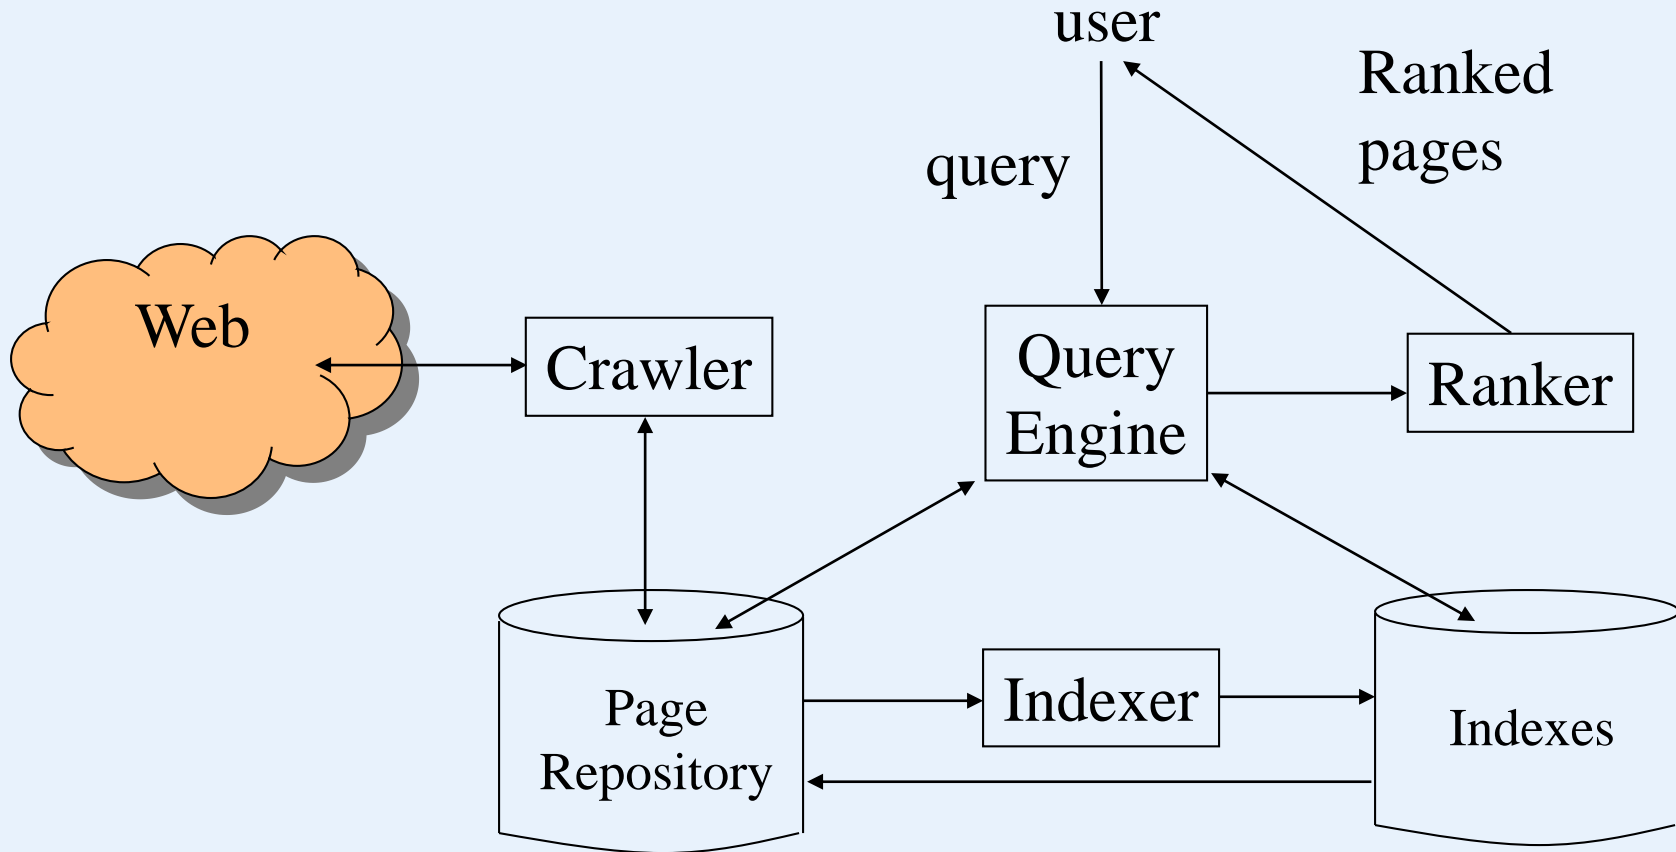 user
Ranked
pages
query
Web
Crawler
Query
Engine
Ranker
Page
Repository
Indexer
Indexes